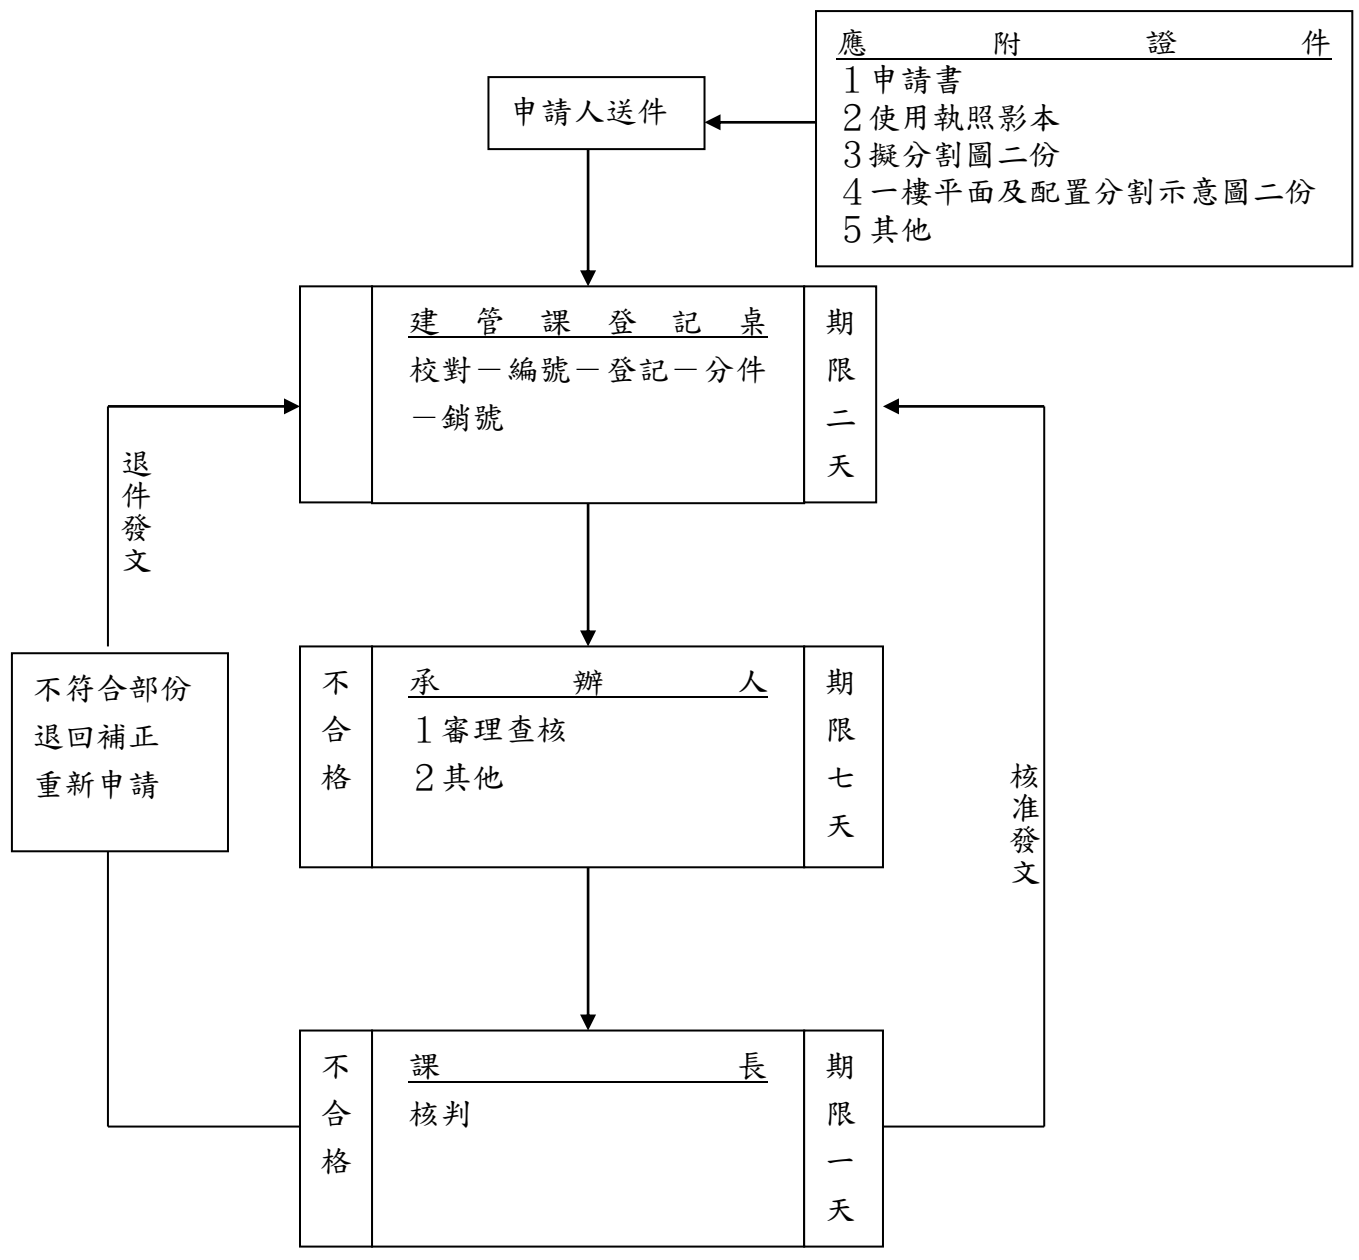 應附證件
1申請書
2使用執照影本
3擬分割圖二份
4一樓平面及配置分割示意圖二份
5其他
申請人送件
建管課登記桌
校對－編號－登記－分件
－銷號
期限二天
退件發文
不符合部份
退回補正
重新申請
不合格
承辦人
1審理查核
2其他
期限七天
核准發文
不合格
課長
核判
期限一天